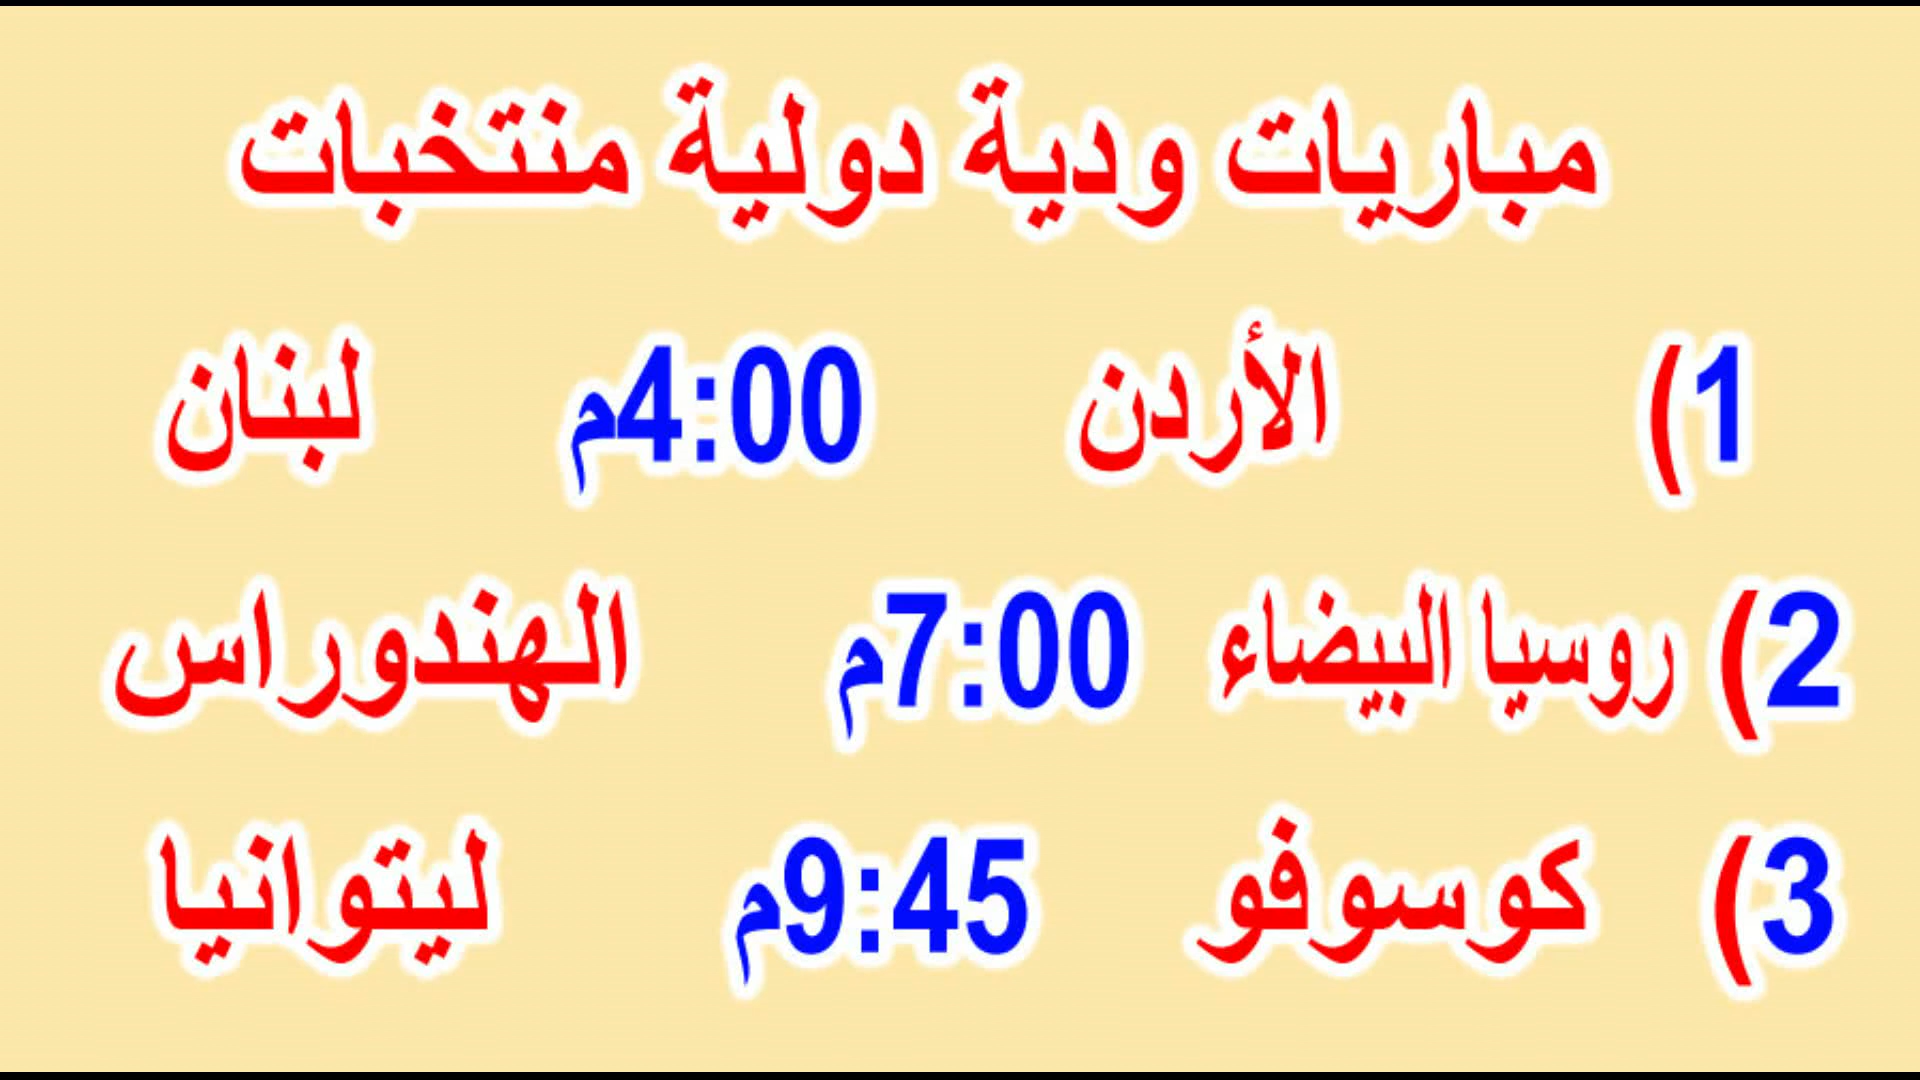 مباريات ودية دولية منتخبات
1) الأردن 4:00م لبنان
2) روسيا البيضاء 7:00م الهندوراس
3) كوسوفو 9:45م ليتوانيا